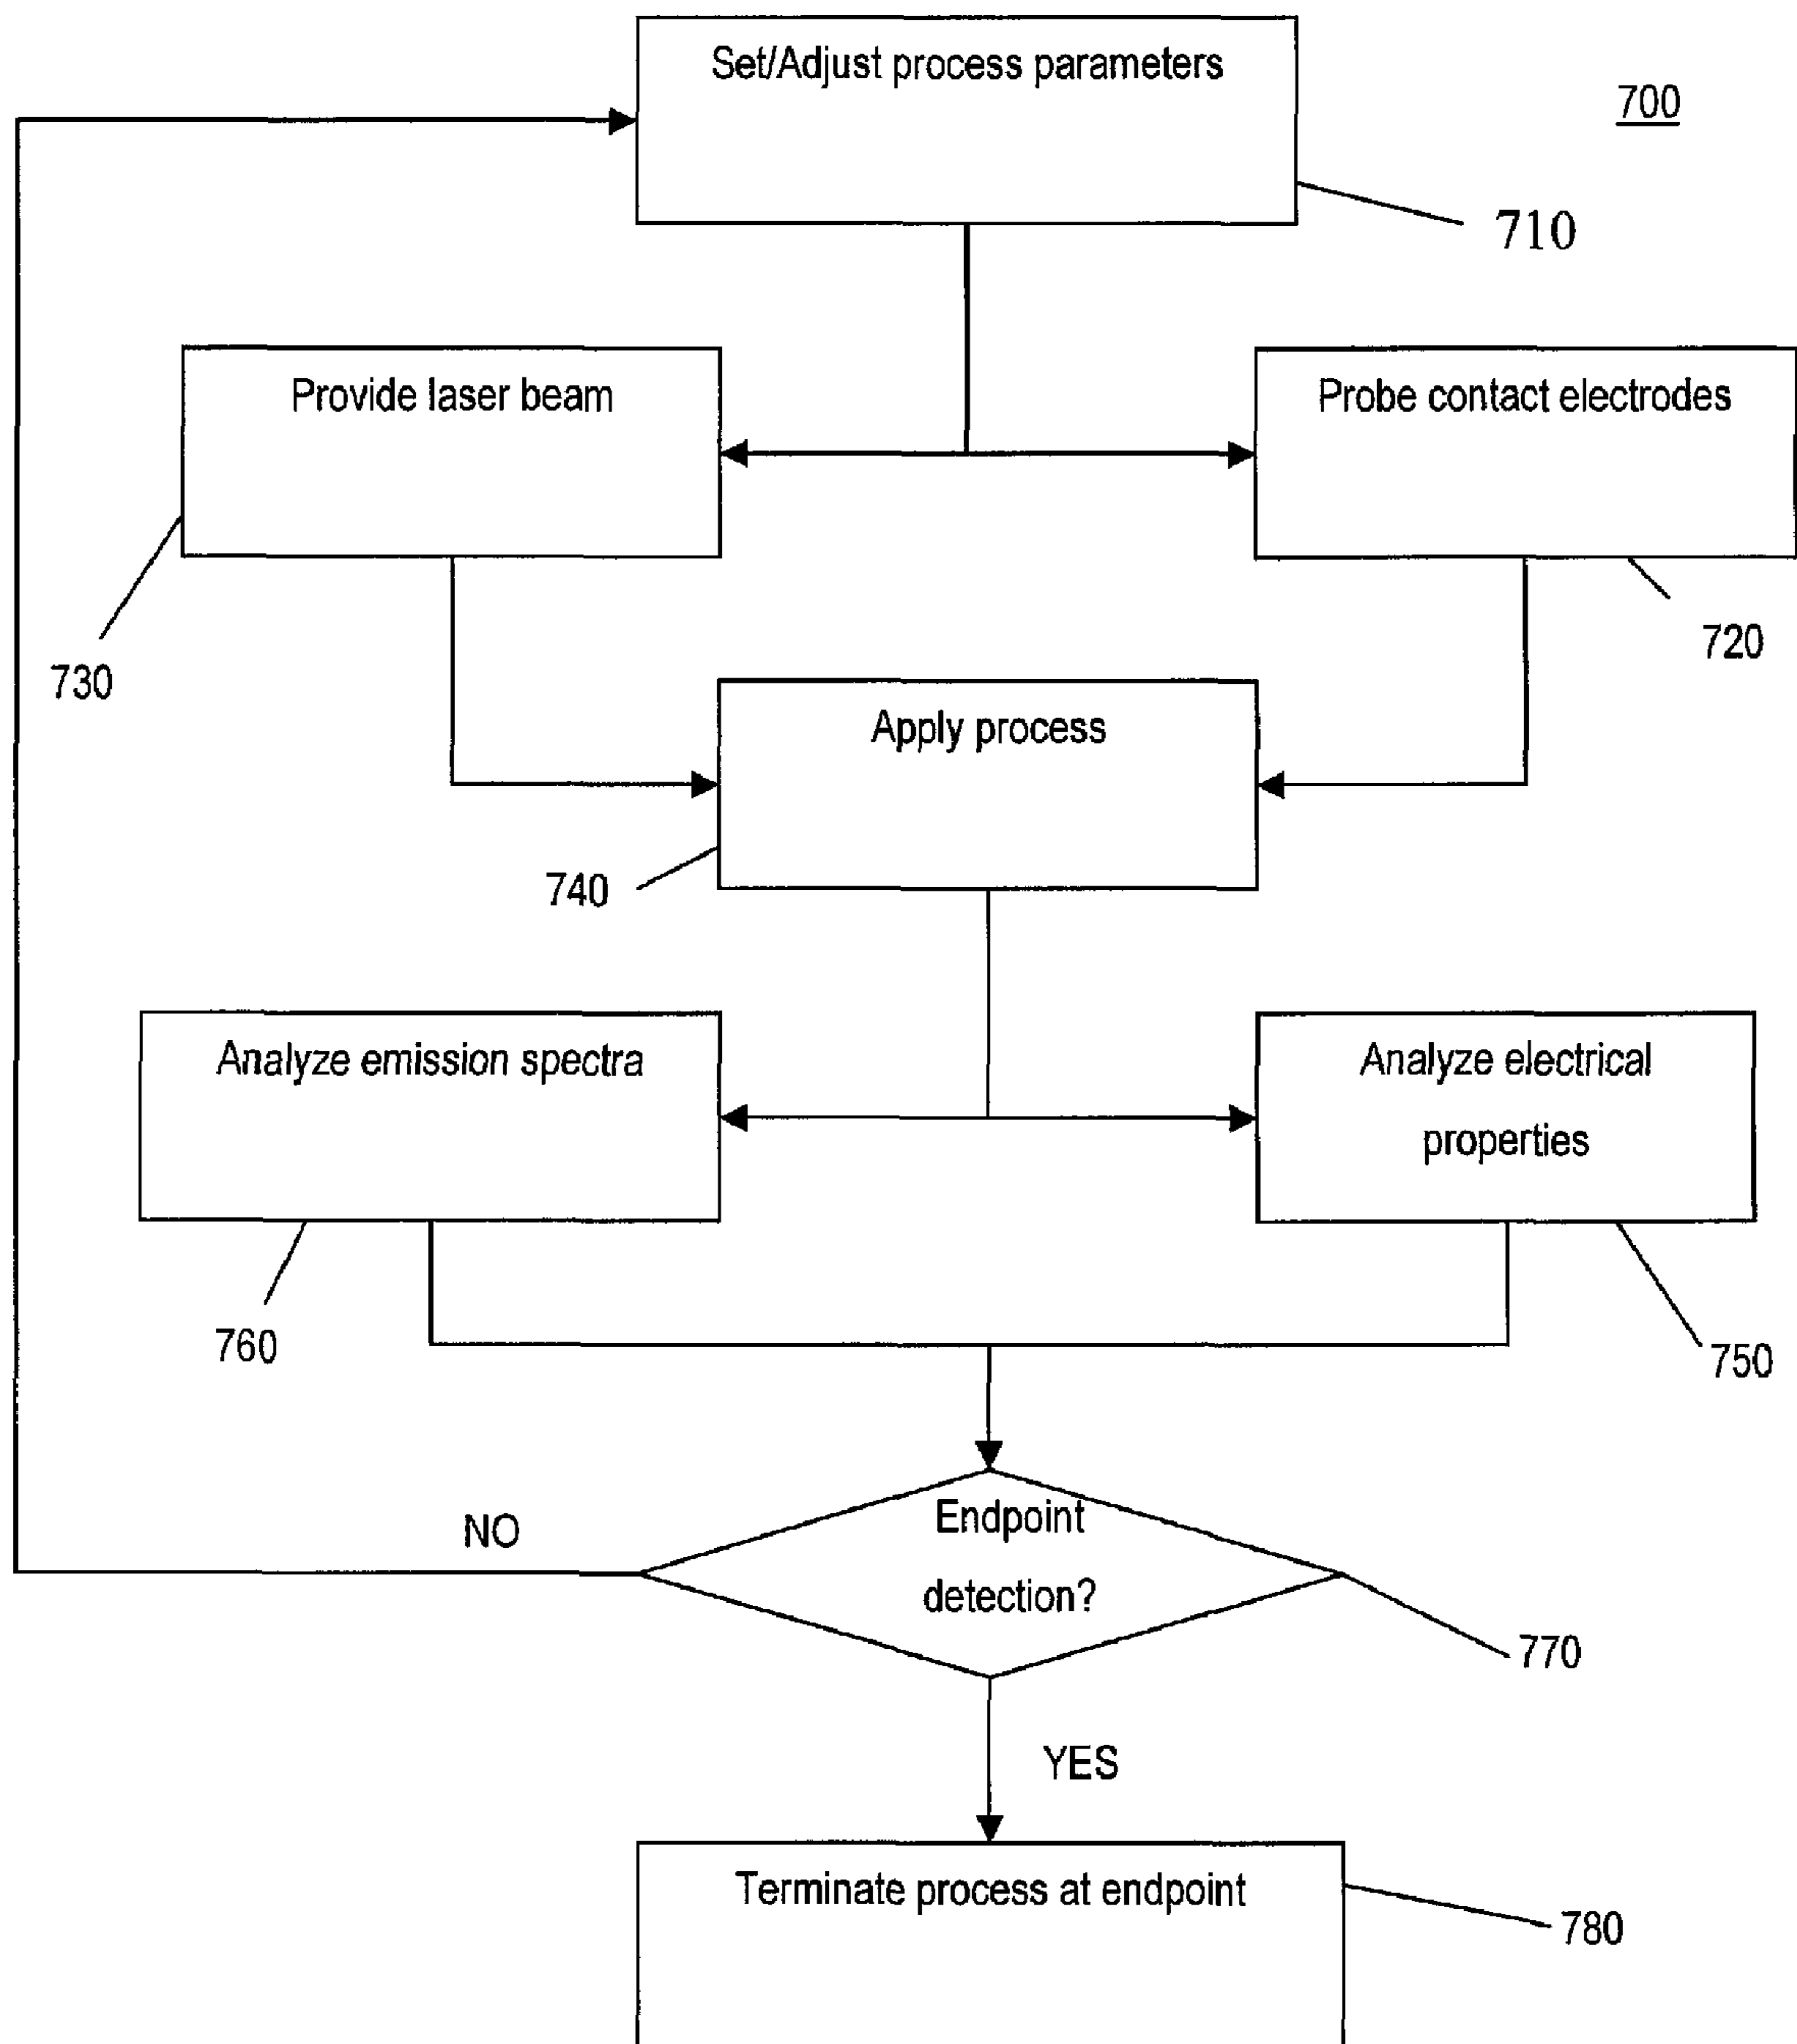 Set/Adjust process parameters
700
710
Provide laser beam
Probe contact electrodes
730
720
Apply process
740
Analyze emission spectra
Analyze electrical
properties
760
750
Endpoint
detection?
NO
770
YES
Terminate process at endpoint
780